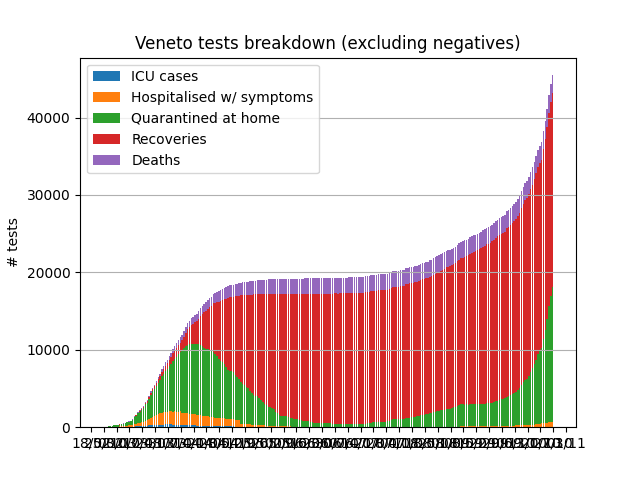 Veneto tests breakdown (excluding negatives)
ICU cases
Hospitalised w/ symptoms
Quarantined at home
Recoveries
Deaths
# tests
40000
30000
20000
10000
0